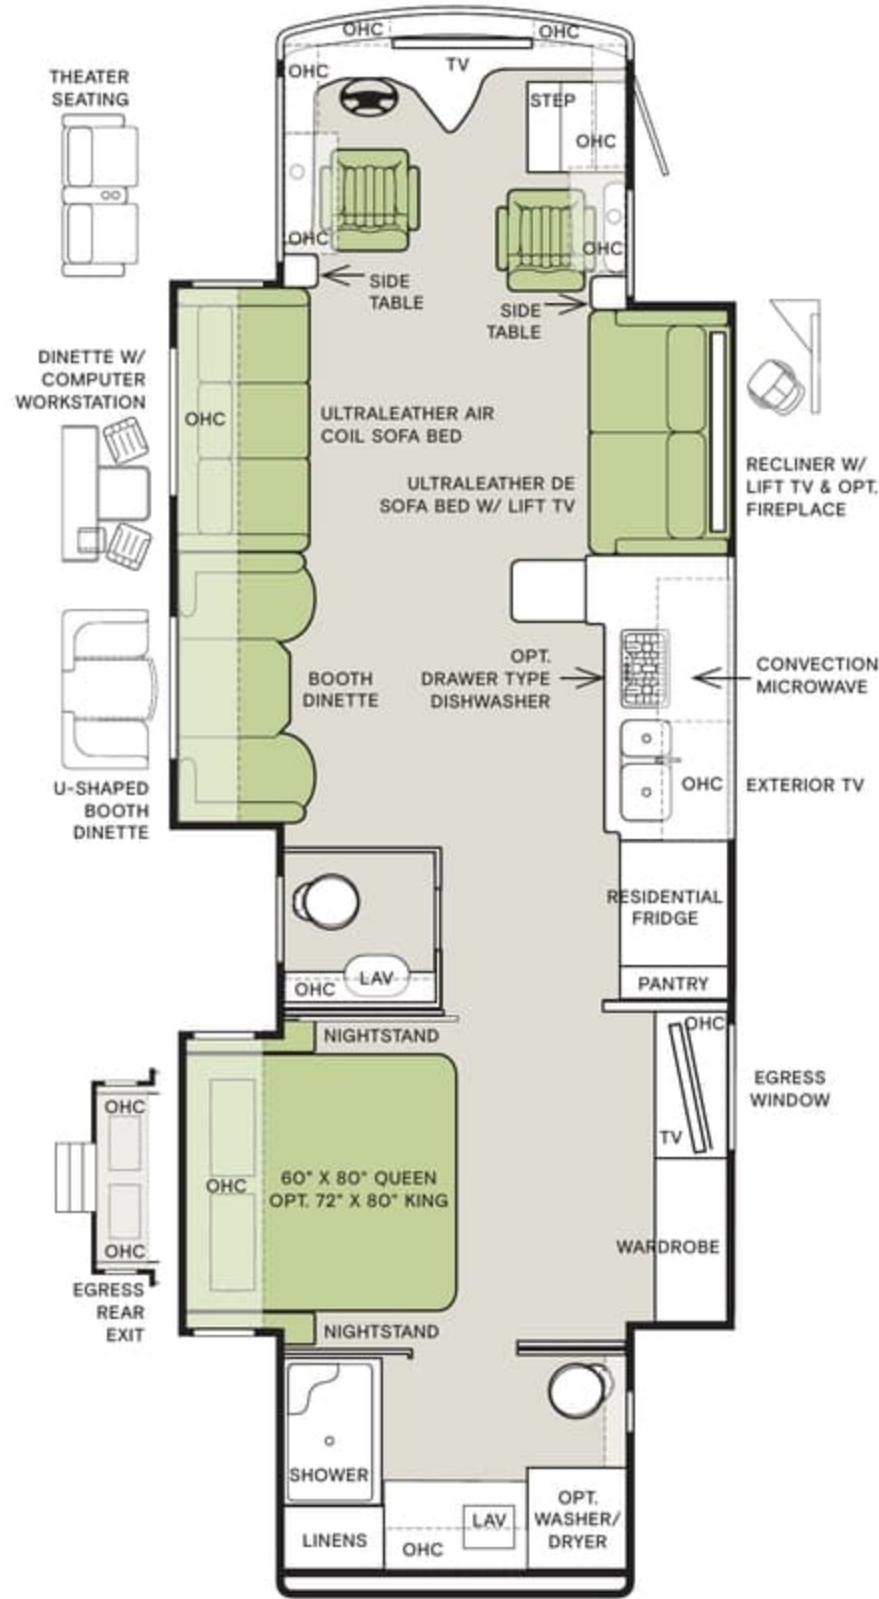 OHC
OHC
TV
OHC
THEATER
SEATING
STEP
OHC
OHC
OHC
SIDE
TABLE
SIDE
TABLE
DINETTE W/
COMPUTER
WORKSTATION
OHC
ULTRALEATHER AIR
COIL SOFA BED
ULTRALEATHER DE
SOFA BED W/ LIFT TV
RECLINER W/
LIFT TV & OPT.
FIREPLACE
OPT.
DRAWER TYPE
DISHWASHER
CONVECTION
MICROWAVE
BOOTH
DINETTE
U-SHAPED
BOOTH
DINETTE
OHC
EXTERIOR TV
RESIDENTIAL
FRIDGE
LAV
OHC
PANTRY
NIGHTSTAND
OHC
TV
EGRESS
WINDOW
OHC
OHC
EGRESS
REAR
EXIT
OHC
60" X 80" QUEEN
OPT. 72" X 80" KING
WARDROBE
NIGHTSTAND
SHOWER
LINENS
LAV
OHC
OPT.
WASHER/
DRYER